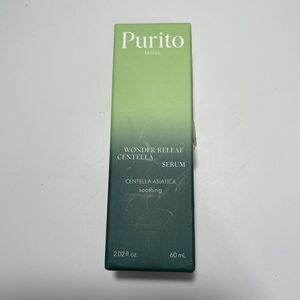 Purito
SEOUL
WONDER RELEAF
CENTELLA
SERUM
CENTELLA ASIATICA
soothing
2.02 fl. oz. 60 mL